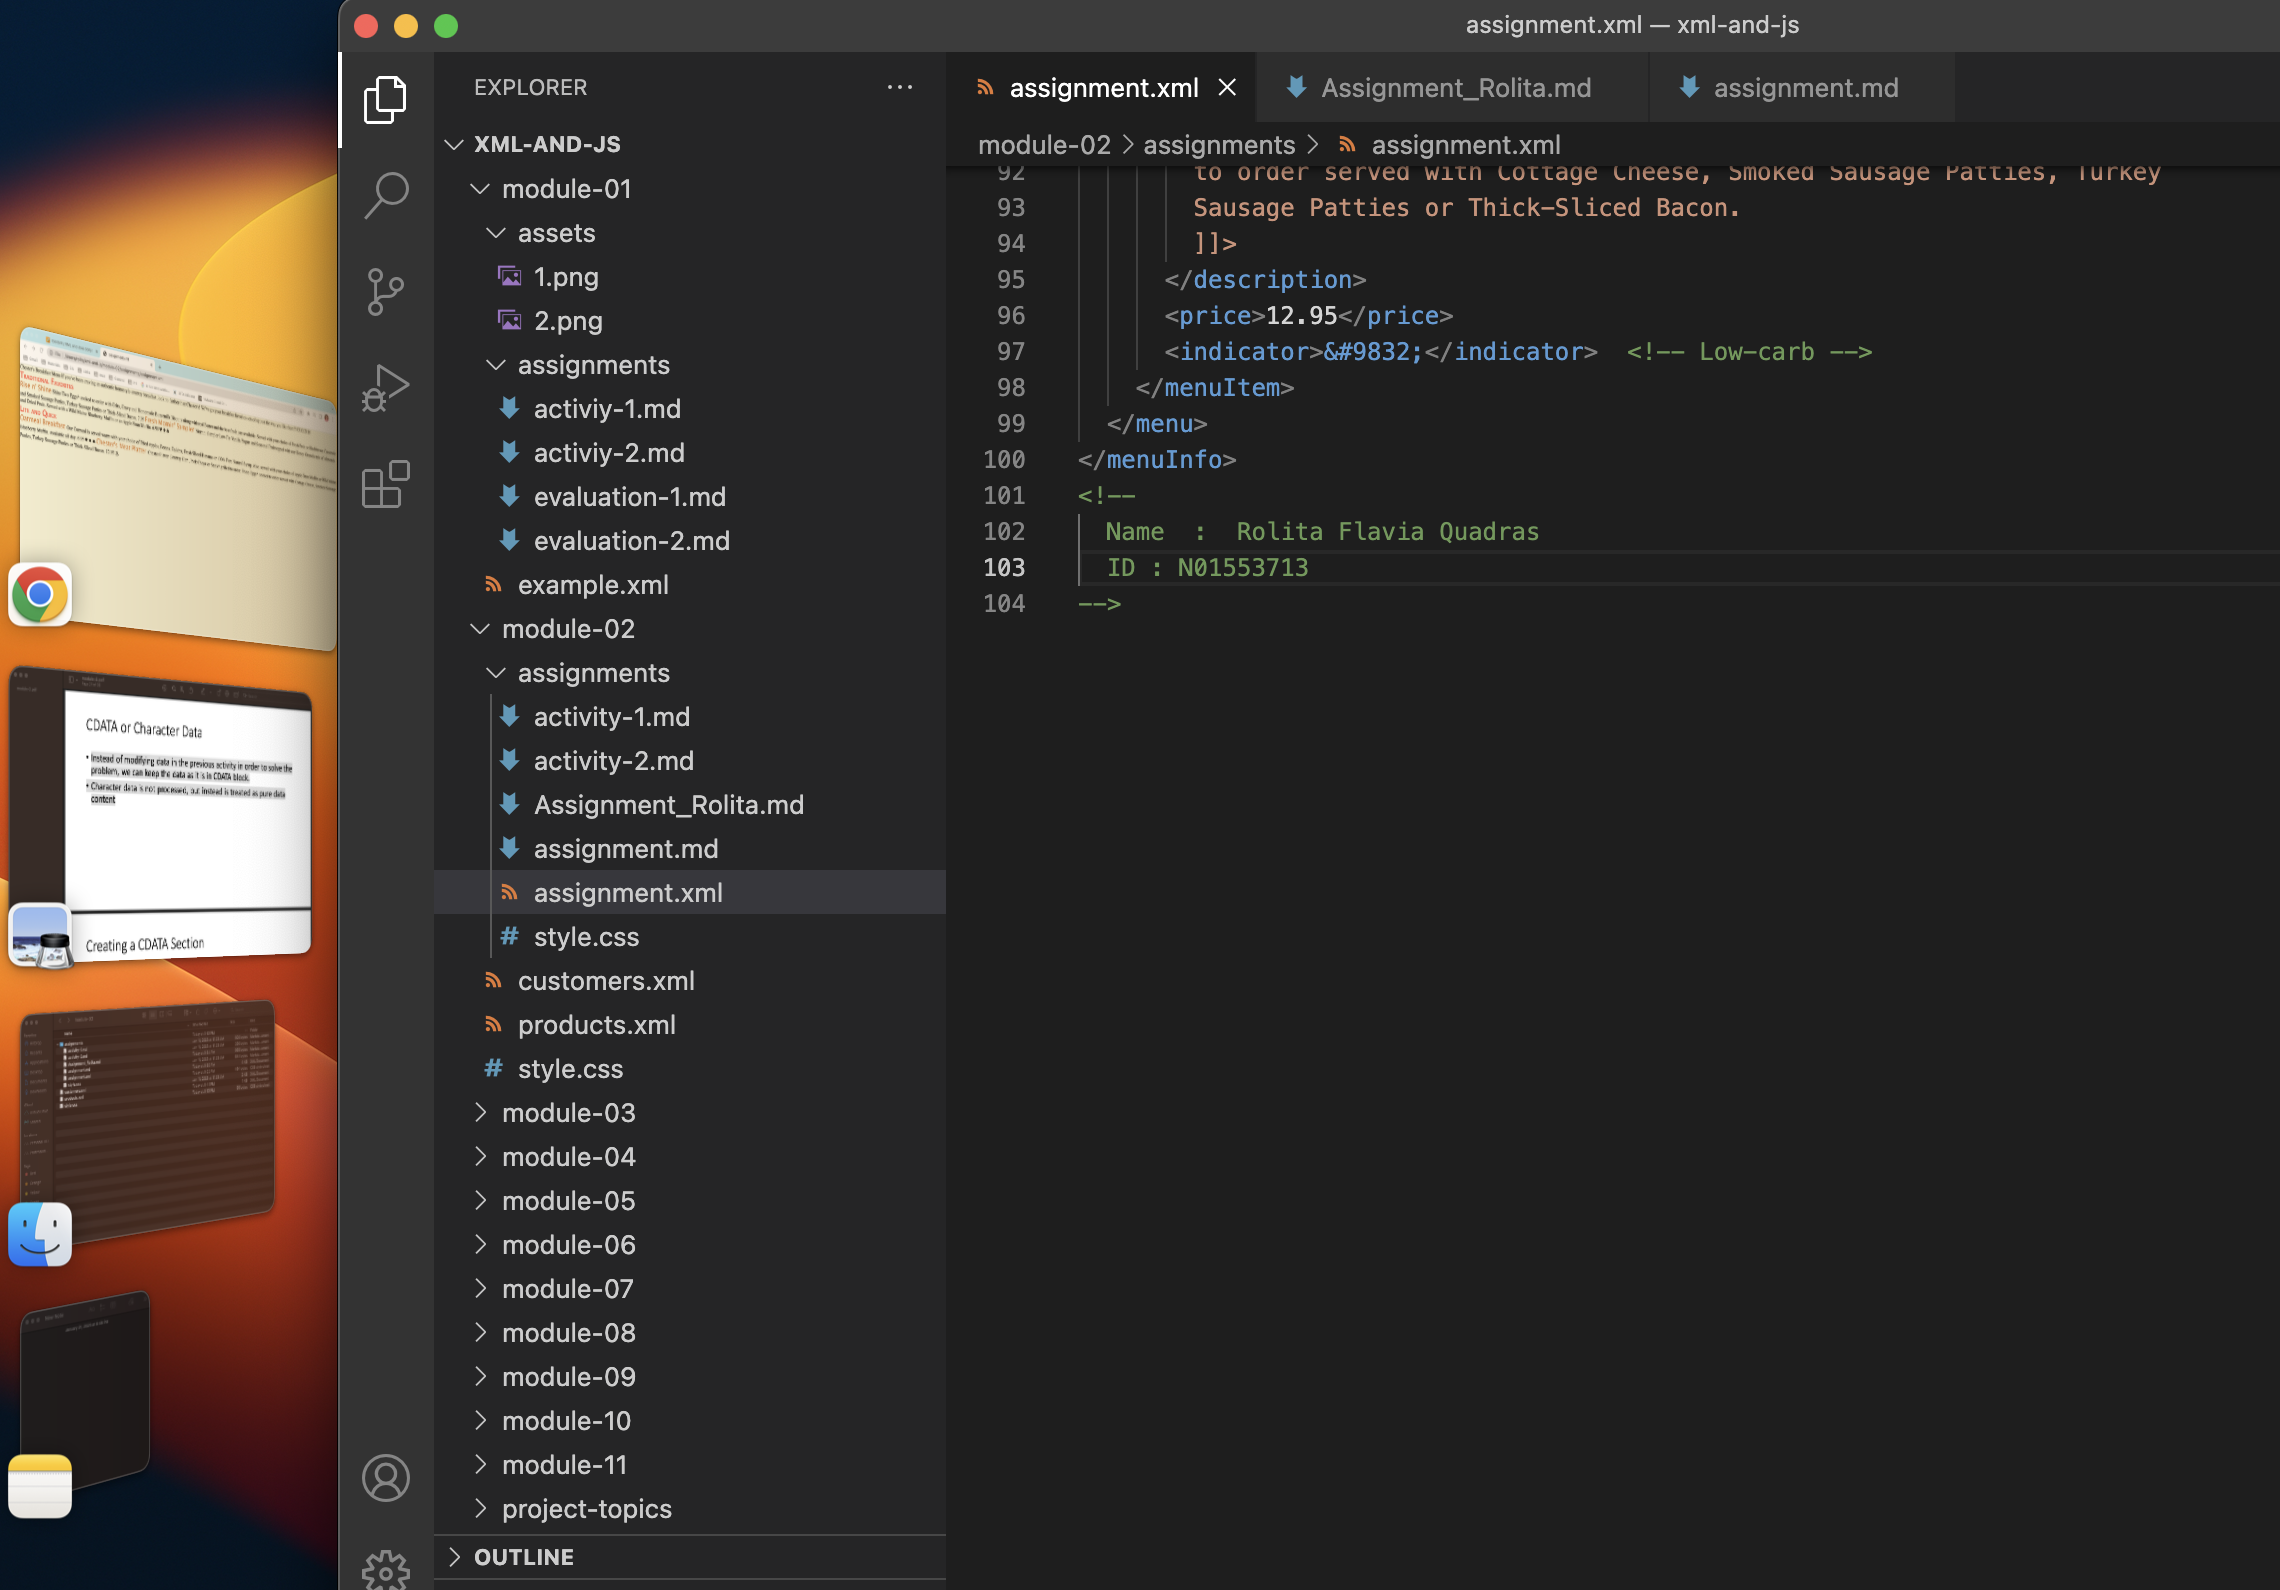 assignment.xml — xml-and-js
EXPLORER
XML-AND-JS
module-01
assets
1.png
2.png
assignments
activiy-1.md
activiy-2.md
evaluation-1.md
evaluation-2.md
example.xml
module-02
assignments
activity-1.md
activity-2.md
Assignment_Rolita.md
assignment.md
assignment.xml
style.css
customers.xml
products.xml
style.css
module-03
module-04
module-05
module-06
module-07
module-08
module-09
module-10
module-11
project-topics
OUTLINE
assignment.xml
Assignment_Rolita.md
assignment.md
module-02 > assignments > assignment.xml
92 to order served with Cottage Cheese, Smoked Sausage Patties, Turkey
93 Sausage Patties or Thick-Sliced Bacon.
94 ]]>
95 </description>
96 <price>12.95</price>
97 <indicator>&#9832;</indicator> <!-- Low-carb -->
98 </menuItem>
99 </menu>
100 </menuInfo>
101 <!--
102 Name : Rolita Flavia Quadras
103 ID : N01553713
104 -->
CDATA or Character Data
• Instead of modifying data in the previous activity in order to solve the
problem, we can keep the data as it is in CDATA block.
• Character data is not processed, but instead is treated as pure data
content
Creating a CDATA Section